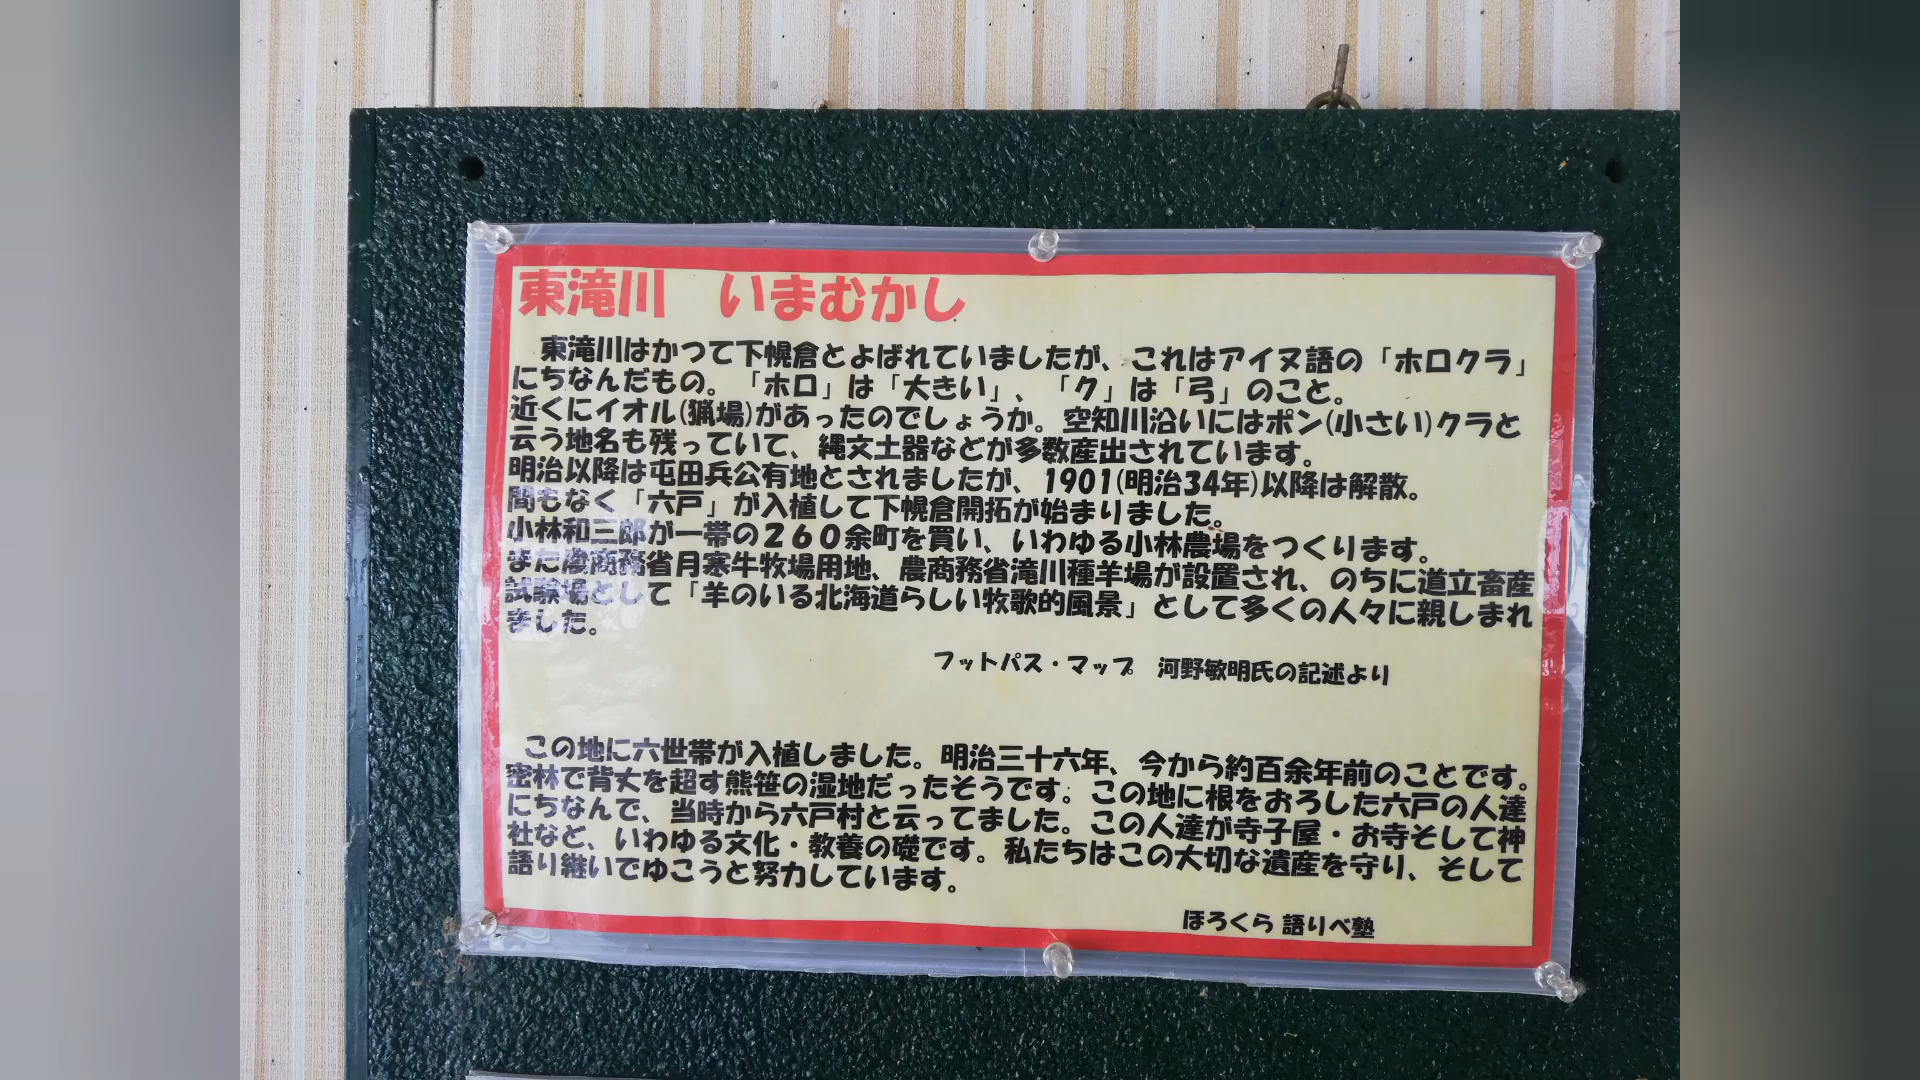 東滝川　いまむかし
東滝川はかつて下幌倉とよばれていましたが、これはアイヌ語の「ホロクラ」
にちなんだもの。「ホロ」は「大きい」、「ク」は「弓」のこと。
近くにイオル(猟場)があったのでしょうか。空知川沿いにはポン(小さい)クラと
云う地名も残っていて、縄文土器などが多数産出されています。
明治以降は屯田兵公有地とされましたが、1901(明治34年)以降は解散。
間もなく「六戸」が入植して下幌倉開拓が始まりました。
小林和三郎が一帯の２６０余町を買い、いわゆる小林農場をつくります。
また農商務省月寒牛牧場用地、農商務省滝川種羊場が設置され、のちに道立畜産
試験場として「羊のいる北海道らしい牧歌的風景」として多くの人々に親しまれ
ました。
フットパス・マップ　河野敏明氏の記述より
この地に六世帯が入植しました。明治三十六年、今から約百余年前のことです。
密林で背丈を超す熊笹の湿地だったそうです。この地に根をおろした六戸の人達
にちなんで、当時から六戸村と云ってました。この人達が寺子屋・お寺そして神
社など、いわゆる文化・教養の礎です。私たちはこの大切な遺産を守り、そして
語り継いでゆこうと努力しています。
ほろくら 語りべ塾